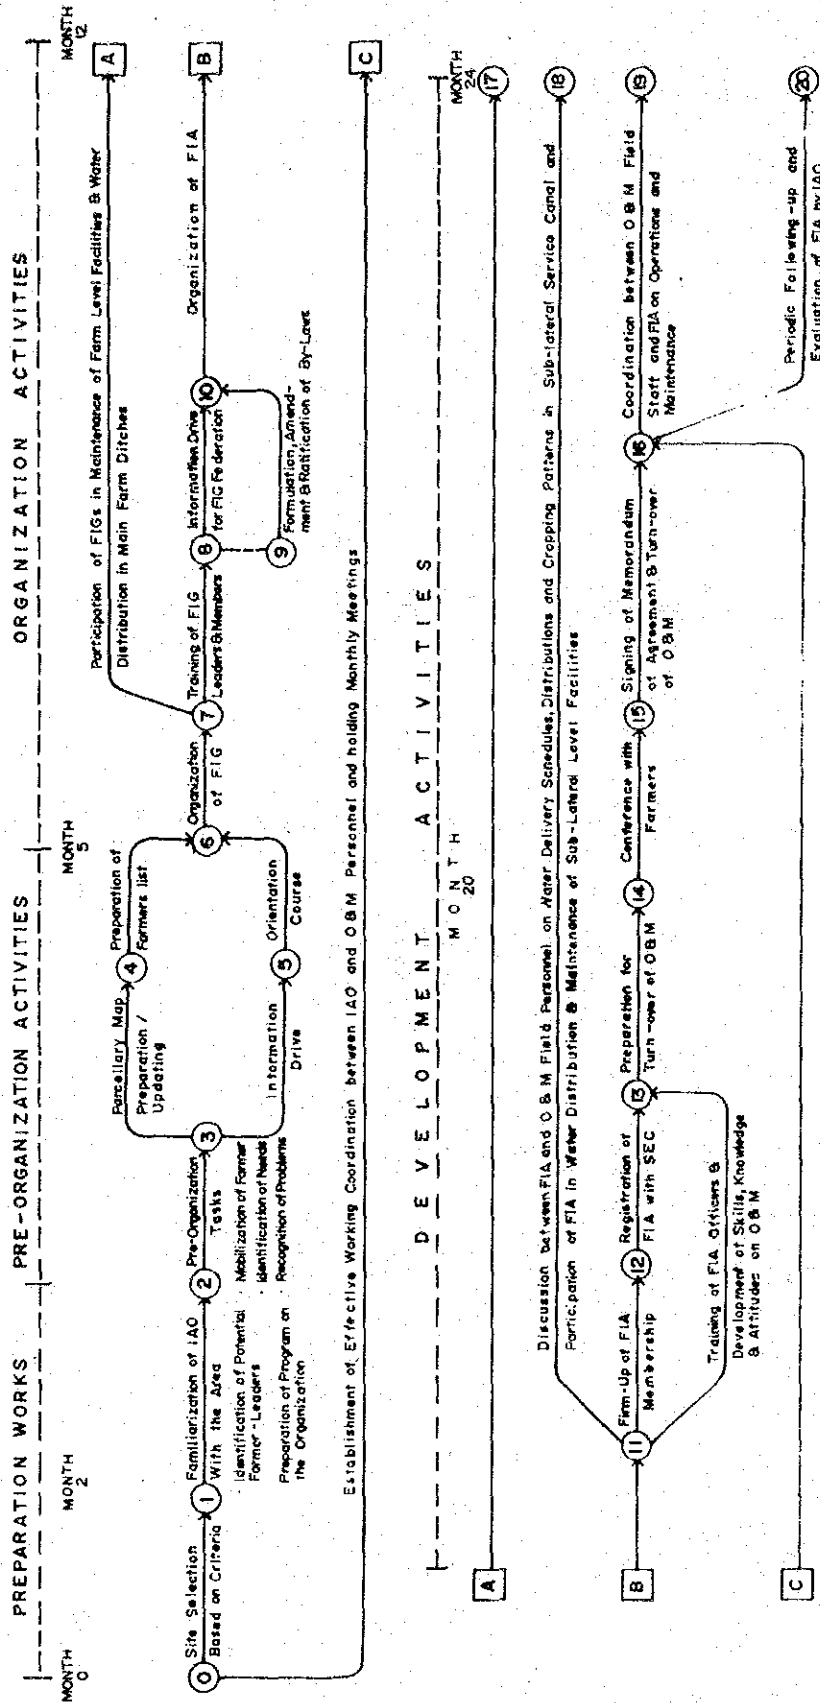 PREPARATION WORKS
PRE-ORGANIZATION ACTIVITIES
ORGANIZATION ACTIVITIES
MONTH
0
MONTH
2
MONTH
5
MONTH
12
Participation of FIGs in Maintenance of Farm Level Facilities & Water
Distribution in Main Farm Ditches
A
Parcellary Map
Preparation /
Updating
4
Preparation of
Farmers list
0
Site Selection
Based on Criteria
1
Familiarization of IAO
With the Area
2
Pre-Organization
Tasks
3
6
Organization
of FIG
7
Training of FIG
Leaders & Members
8
Information Drive
for FIG Federation
10
Organization of FIA
B
· Identification of Potential
Former - Leaders
Preparation of Program on
the Organization
· Mobilization of Former
· Identification of Needs
· Recognition of Problems
Information
Drive
5
Orientation
Course
9
Formulation, Amend-
ment & Ratification of By-Laws
Establishment of Effective Working Coordination between IAO and O & M Personnel and holding Monthly Meetings
C
DEVELOPMENT ACTIVITIES
MONTH
20
MONTH
24
A
17
Discussion between FIA and O & M Field Personnel on Water Delivery Schedules, Distributions and Cropping Patterns in Sub-lateral Service Canal and
Participation of FIA in Water Distribution & Maintenance of Sub-Lateral Level Facilities
18
B
11
Firm-Up of FIA
Membership
12
Registration of
FIA with SEC
13
Preparation for
Turn-over of O&M
14
Conference with
Farmers
15
Signing of Memorandum
of Agreement & Turn-over
of O & M
16
Coordination between O & M Field
Staff and FIA on Operations and
Maintenance
19
Training of FIA Officers &
Development of Skills, Knowledge
& Attitudes on O & M
C
Periodic Following-up and
Evaluation of FIA by IAO
20